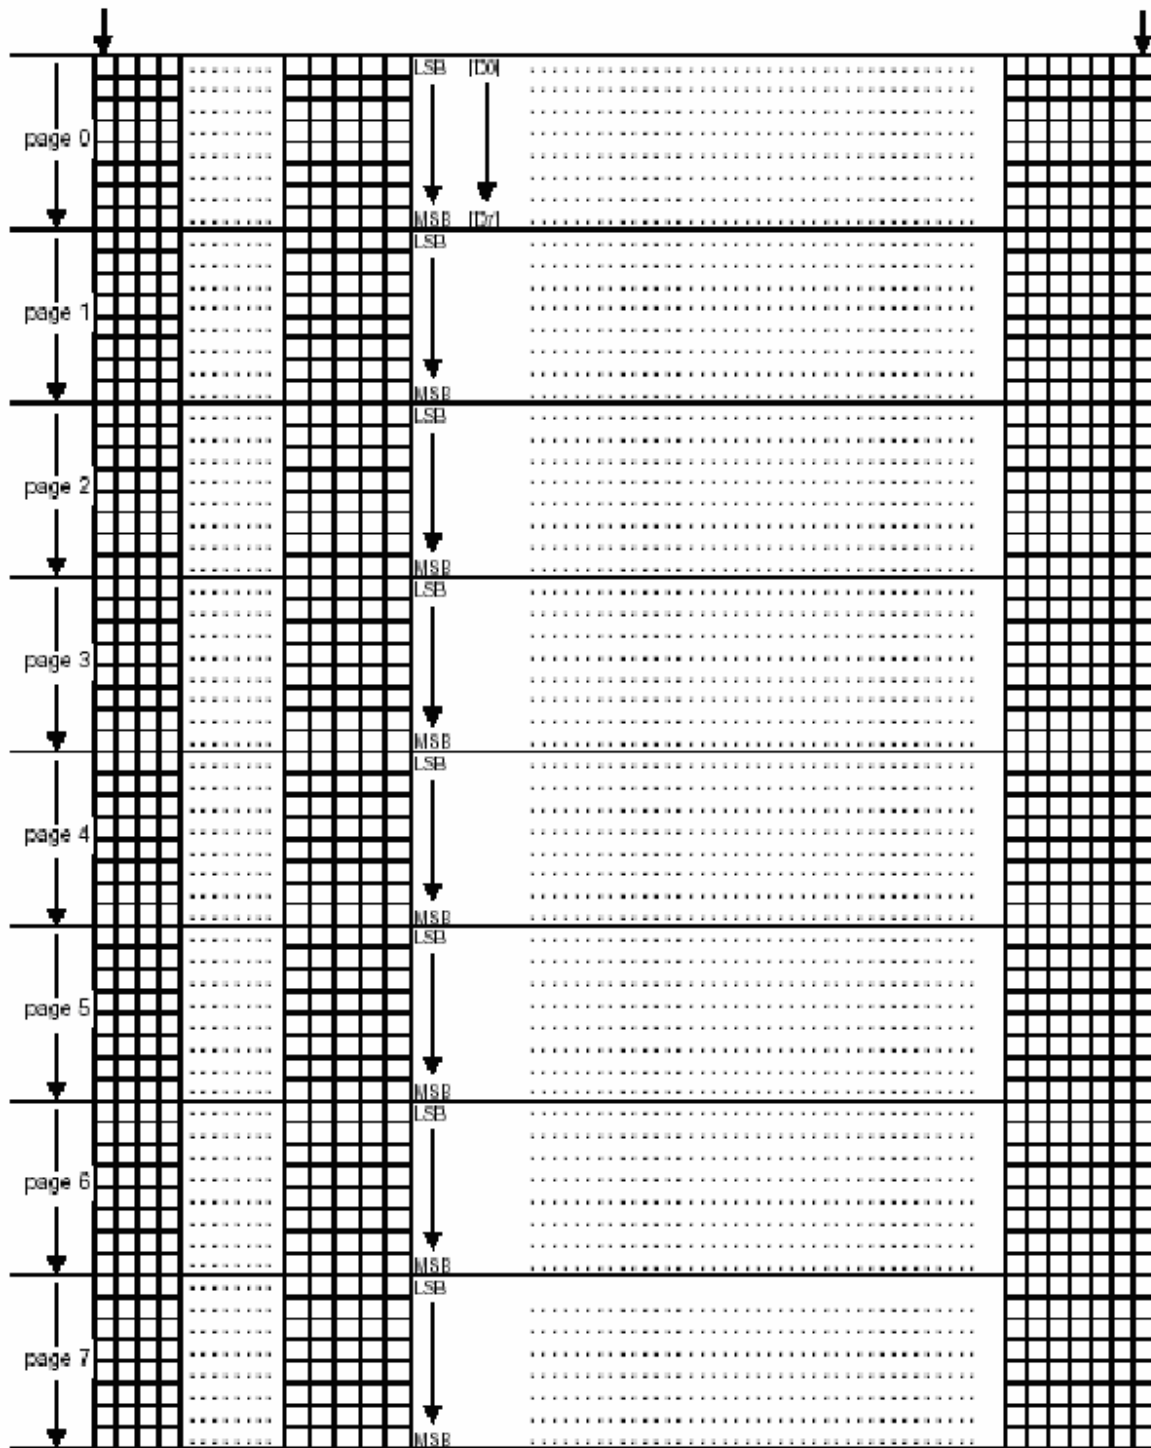 LSB [D0]
page 0
MSB [D7]
LSB
page 1
MSB
LSB
page 2
MSB
LSB
page 3
MSB
LSB
page 4
MSB
LSB
page 5
MSB
LSB
page 6
MSB
LSB
page 7
MSB